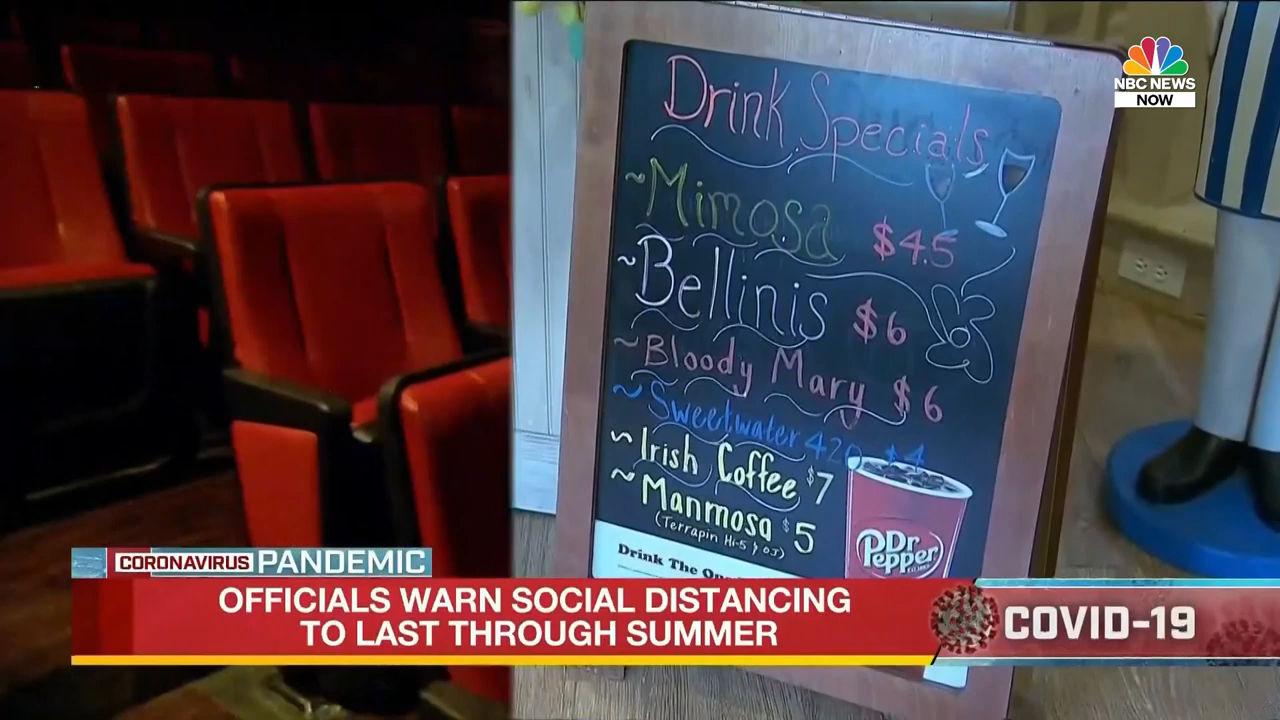 NBC NEWS
NOW
Drink Specials
~Mimosa $4.5
~Bellinis $6
~Bloody Mary $6
~Sweetwater 420 $4
~Irish Coffee $7
~Manmosa $5
(Terrapin Hi-5 & OJ)
Drink The
Dr
Pepper
CORONAVIRUS PANDEMIC
OFFICIALS WARN SOCIAL DISTANCING
TO LAST THROUGH SUMMER
COVID-19